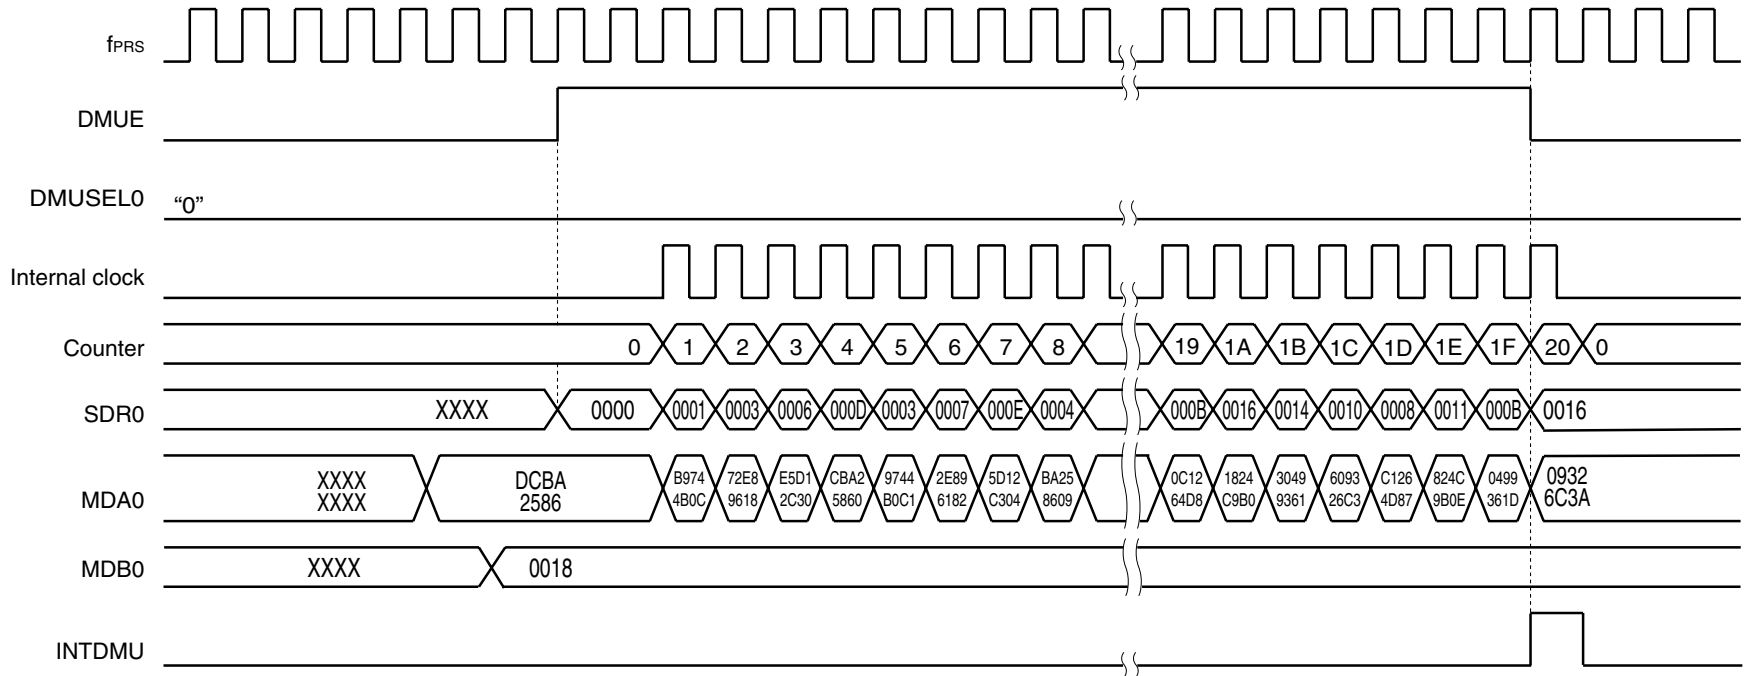 fPRS
DMUE
DMUSEL0 “0”
Internal clock
Counter 0 1 2 3 4 5 6 7 8 19 1A 1B 1C 1D 1E 1F 20 0
SDR0 XXXX 0000 0001 0003 0006 000D 0003 0007 000E 0004 000B 0016 0014 0010 0008 0011 000B 0016
XXXX DCBA B974 72E8 E5D1 CBA2 9744 2E89 5D12 BA25 0C12 1824 3049 6093 C126 824C 0499 0932
MDA0 XXXX 2586 4B0C 9618 2C30 5860 B0C1 6182 C304 8609 64D8 C9B0 9361 26C3 4D87 9B0E 361D 6C3A
MDB0 XXXX 0018
INTDMU